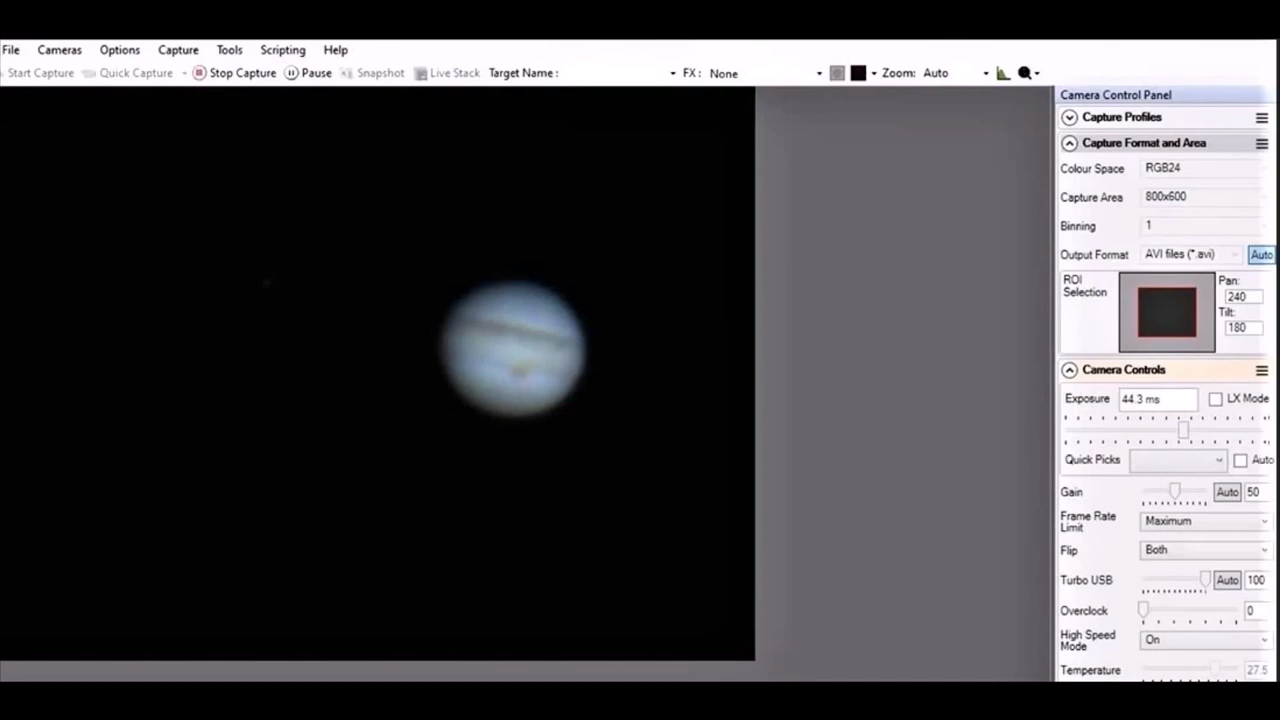 File Cameras Options Capture Tools Scripting Help
Start Capture Quick Capture Stop Capture Pause Snapshot Live Stack Target Name : FX : None Zoom: Auto
Camera Control Panel
Capture Profiles
Capture Format and Area
Colour Space RGB24
Capture Area 800x600
Binning 1
Output Format AVI files (*.avi) Auto
ROI
Selection
Pan:
240
Tilt:
180
Camera Controls
Exposure 44.3 ms LX Mode
Quick Picks Auto
Gain Auto 50
Frame Rate
Limit
Maximum
Flip Both
Turbo USB Auto 100
Overclock 0
High Speed
Mode
On
Temperature 27.5